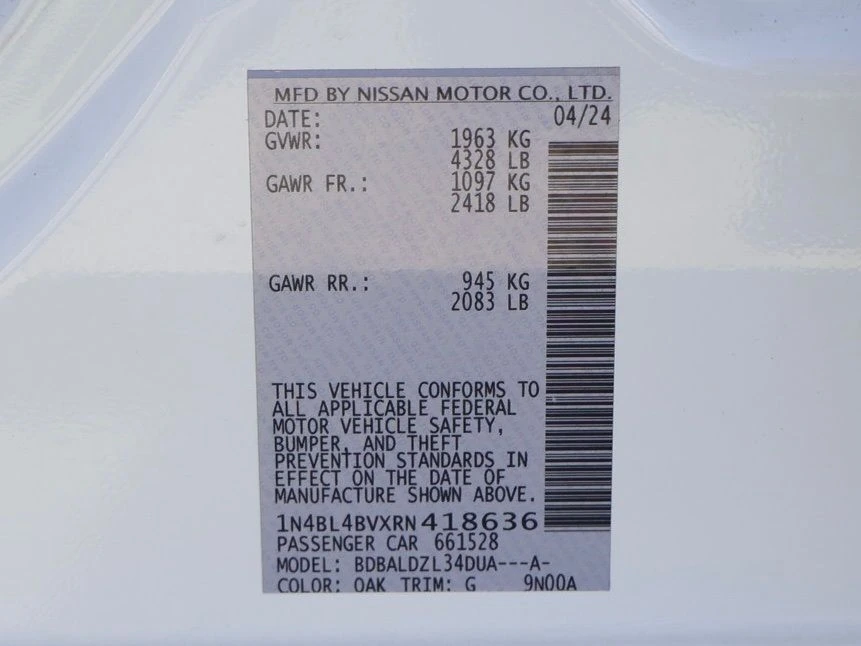 MFD BY NISSAN MOTOR CO., LTD.
DATE: 04/24
GVWR: 1963 KG
4328 LB
GAWR FR.: 1097 KG
2418 LB
GAWR RR.: 945 KG
2083 LB
THIS VEHICLE CONFORMS TO
ALL APPLICABLE FEDERAL
MOTOR VEHICLE SAFETY,
BUMPER, AND THEFT
PREVENTION STANDARDS IN
EFFECT ON THE DATE OF
MANUFACTURE SHOWN ABOVE.
1N4BL4BVXRN418636
PASSENGER CAR 661528
MODEL: BDBALDZL34DUA---A-
COLOR: OAK TRIM: G 9N00A